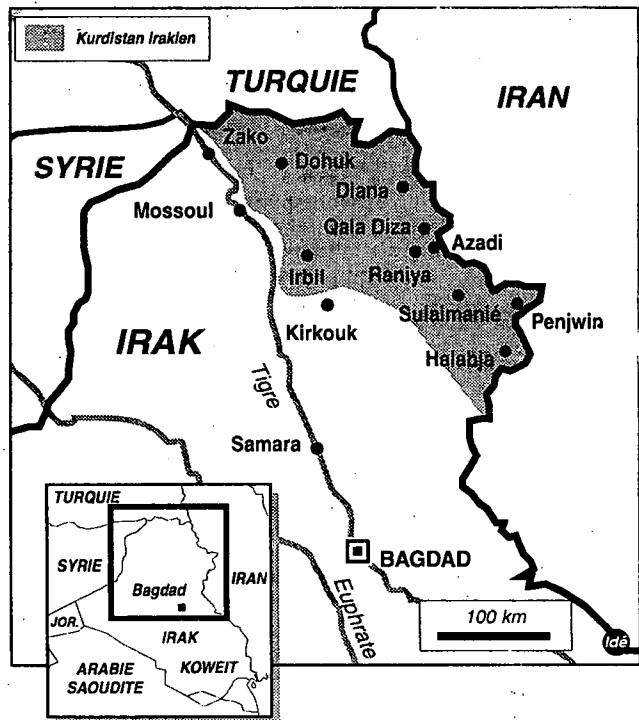 Kurdistan irakien
TURQUIE
IRAN
Zako
SYRIE
Dohuk
Diana
Mossoul
Qala Diza
Azadi
Irbil
Raniya
Sulaimanié
Penjwin
Kirkouk
IRAK
Halabja
Tigre
Samara
BAGDAD
Euphrate
100 km
Idé
TURQUIE
SYRIE
IRAN
Bagdad
JOR.
IRAK
ARABIE
SAOUDITE
KOWEIT